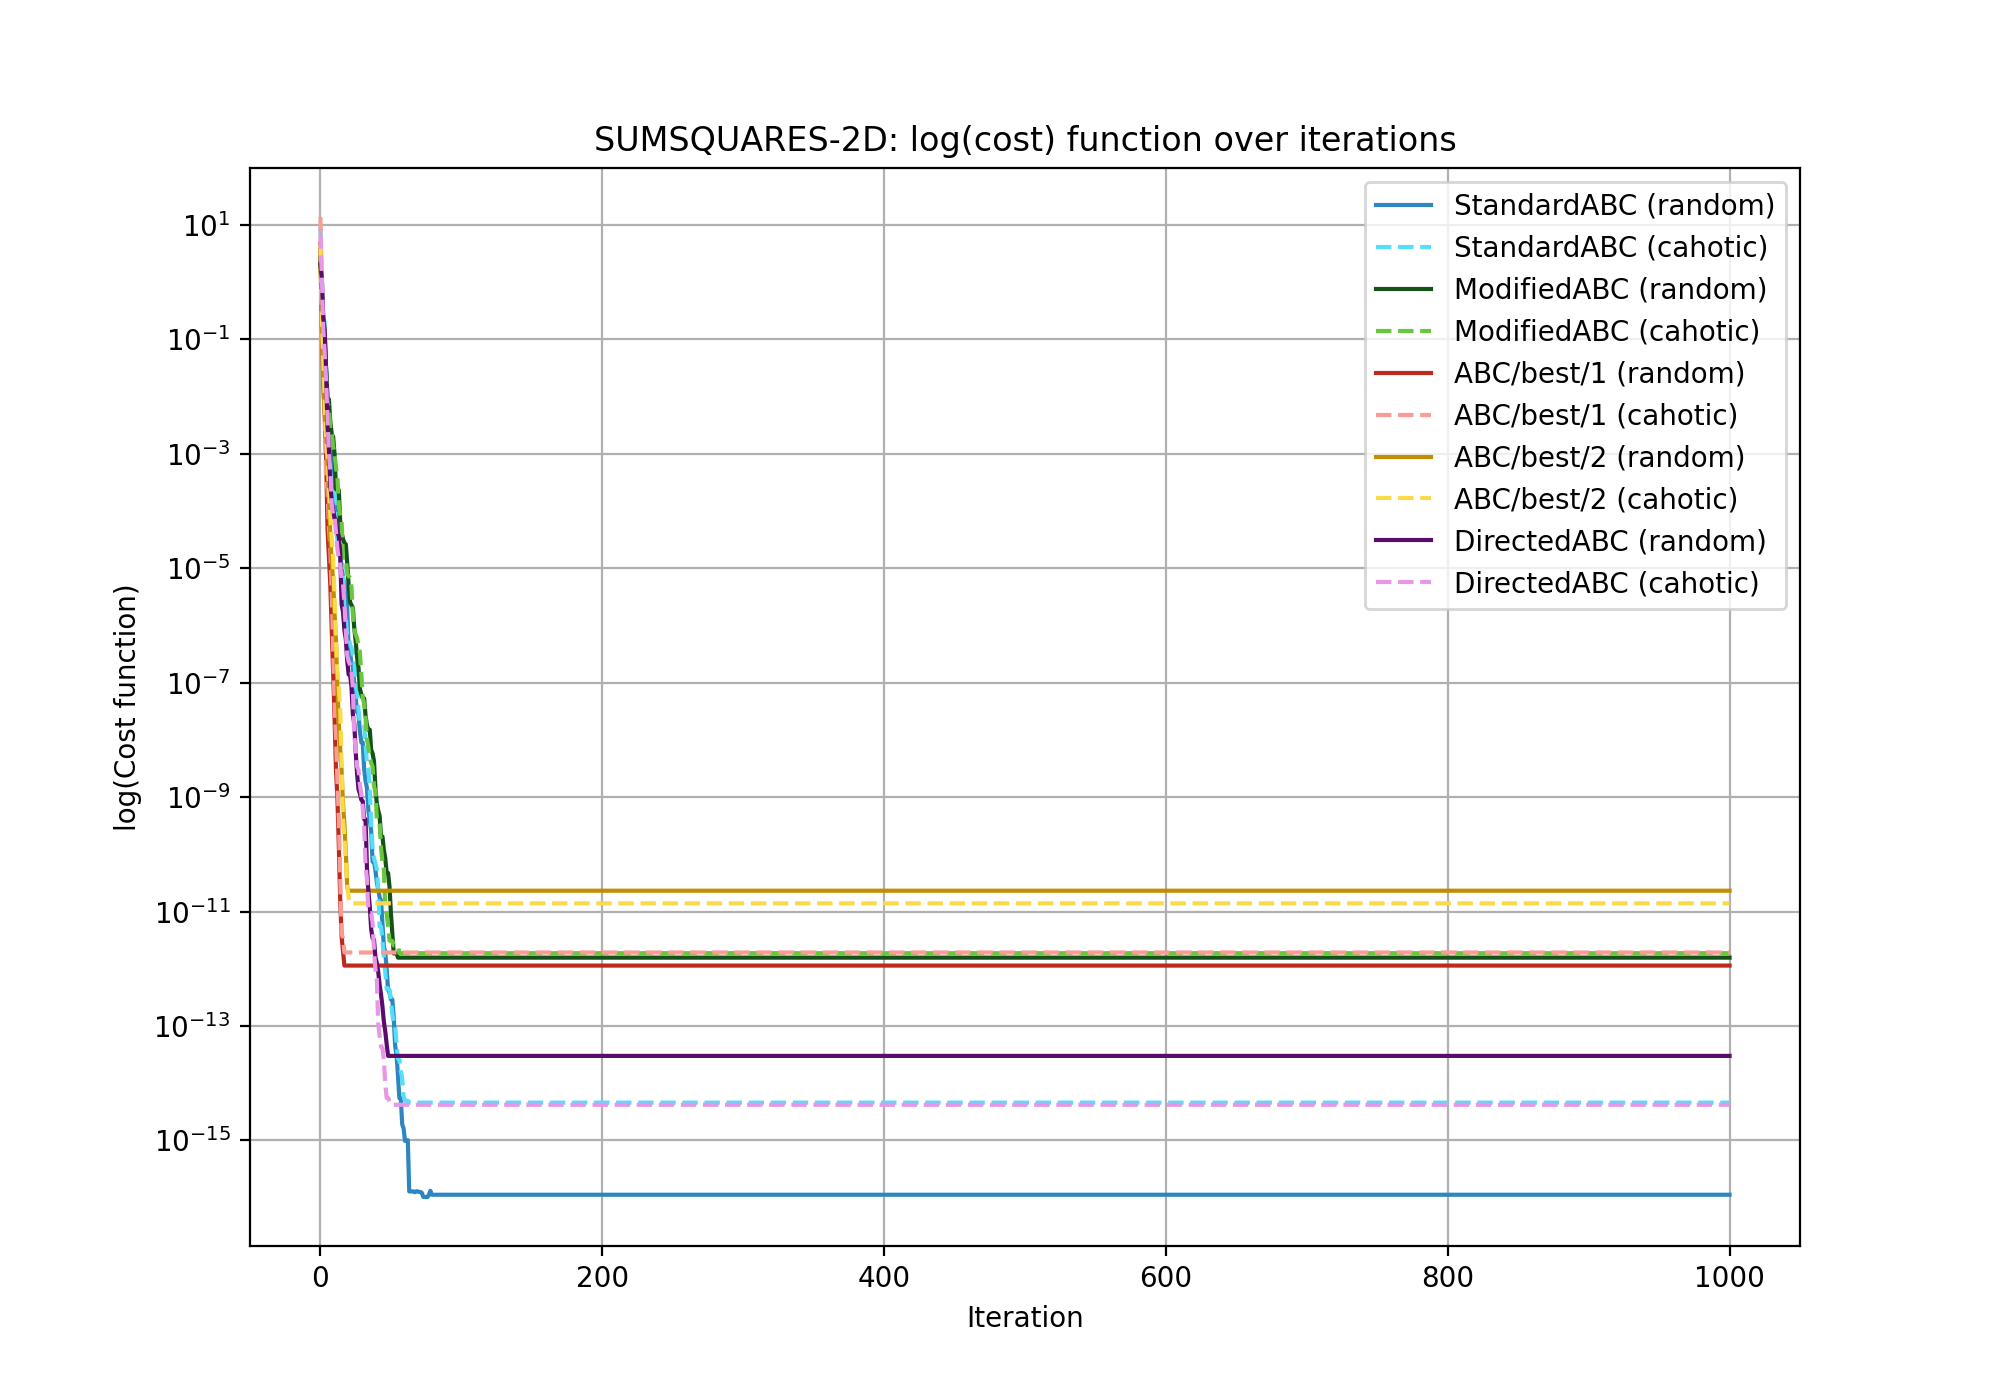 SUMSQUARES-2D: log(cost) function over iterations
log(Cost function)
10¹
10⁻¹
10⁻³
10⁻⁵
10⁻⁷
10⁻⁹
10⁻¹¹
10⁻¹³
10⁻¹⁵
StandardABC (random)
StandardABC (cahotic)
ModifiedABC (random)
ModifiedABC (cahotic)
ABC/best/1 (random)
ABC/best/1 (cahotic)
ABC/best/2 (random)
ABC/best/2 (cahotic)
DirectedABC (random)
DirectedABC (cahotic)
0 200 400 600 800 1000
Iteration